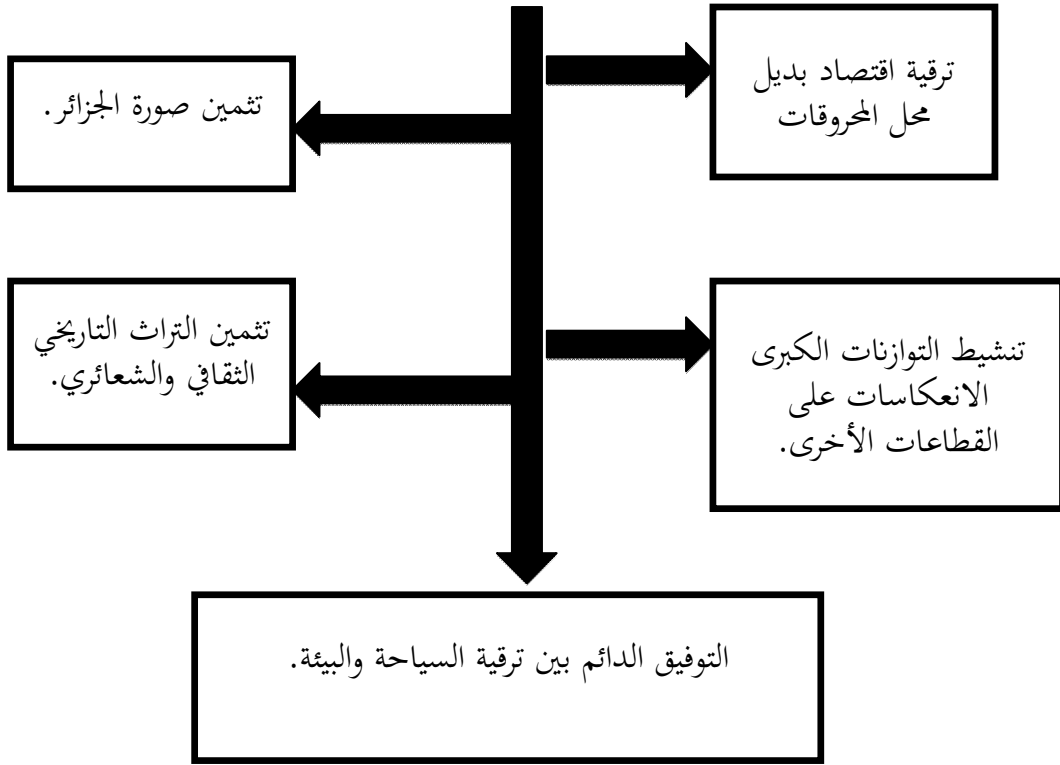 ترقية اقتصاد بديل
محل المحروقات
تثمين صورة الجزائر.
تنشيط التوازنات الكبرى
الانعكاسات على
القطاعات الأخرى.
تثمين التراث التاريخي
الثقافي والشعائري.
التوفيق الدائم بين ترقية السياحة والبيئة.